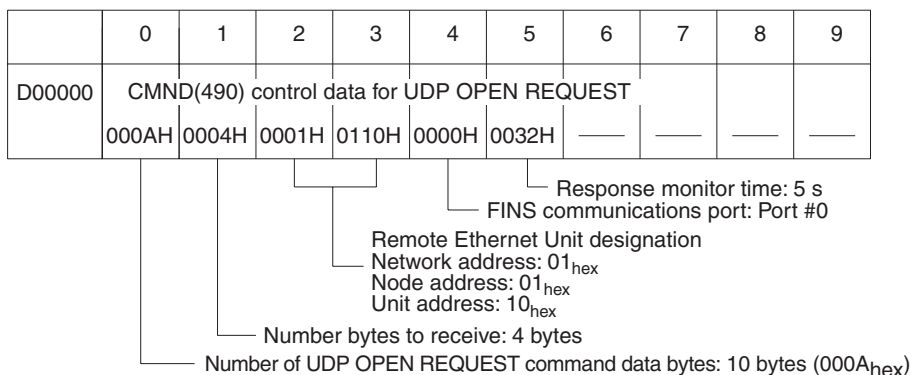 0 1 2 3 4 5 6 7 8 9
D00000 CMND(490) control data for UDP OPEN REQUEST
000AH 0004H 0001H 0110H 0000H 0032H
Response monitor time: 5 s
FINS communications port: Port #0
Remote Ethernet Unit designation
Network address: 01hex
Node address: 01hex
Unit address: 10hex
Number bytes to receive: 4 bytes
Number of UDP OPEN REQUEST command data bytes: 10 bytes (000Ahex)